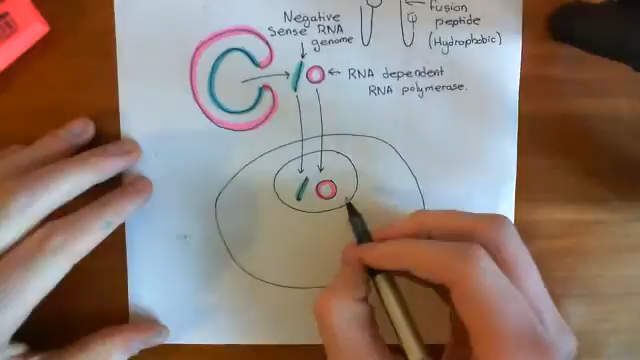 Negative
Sense RNA
genome
Fusion
peptide
(Hydrophobic)
RNA dependent
RNA polymerase.